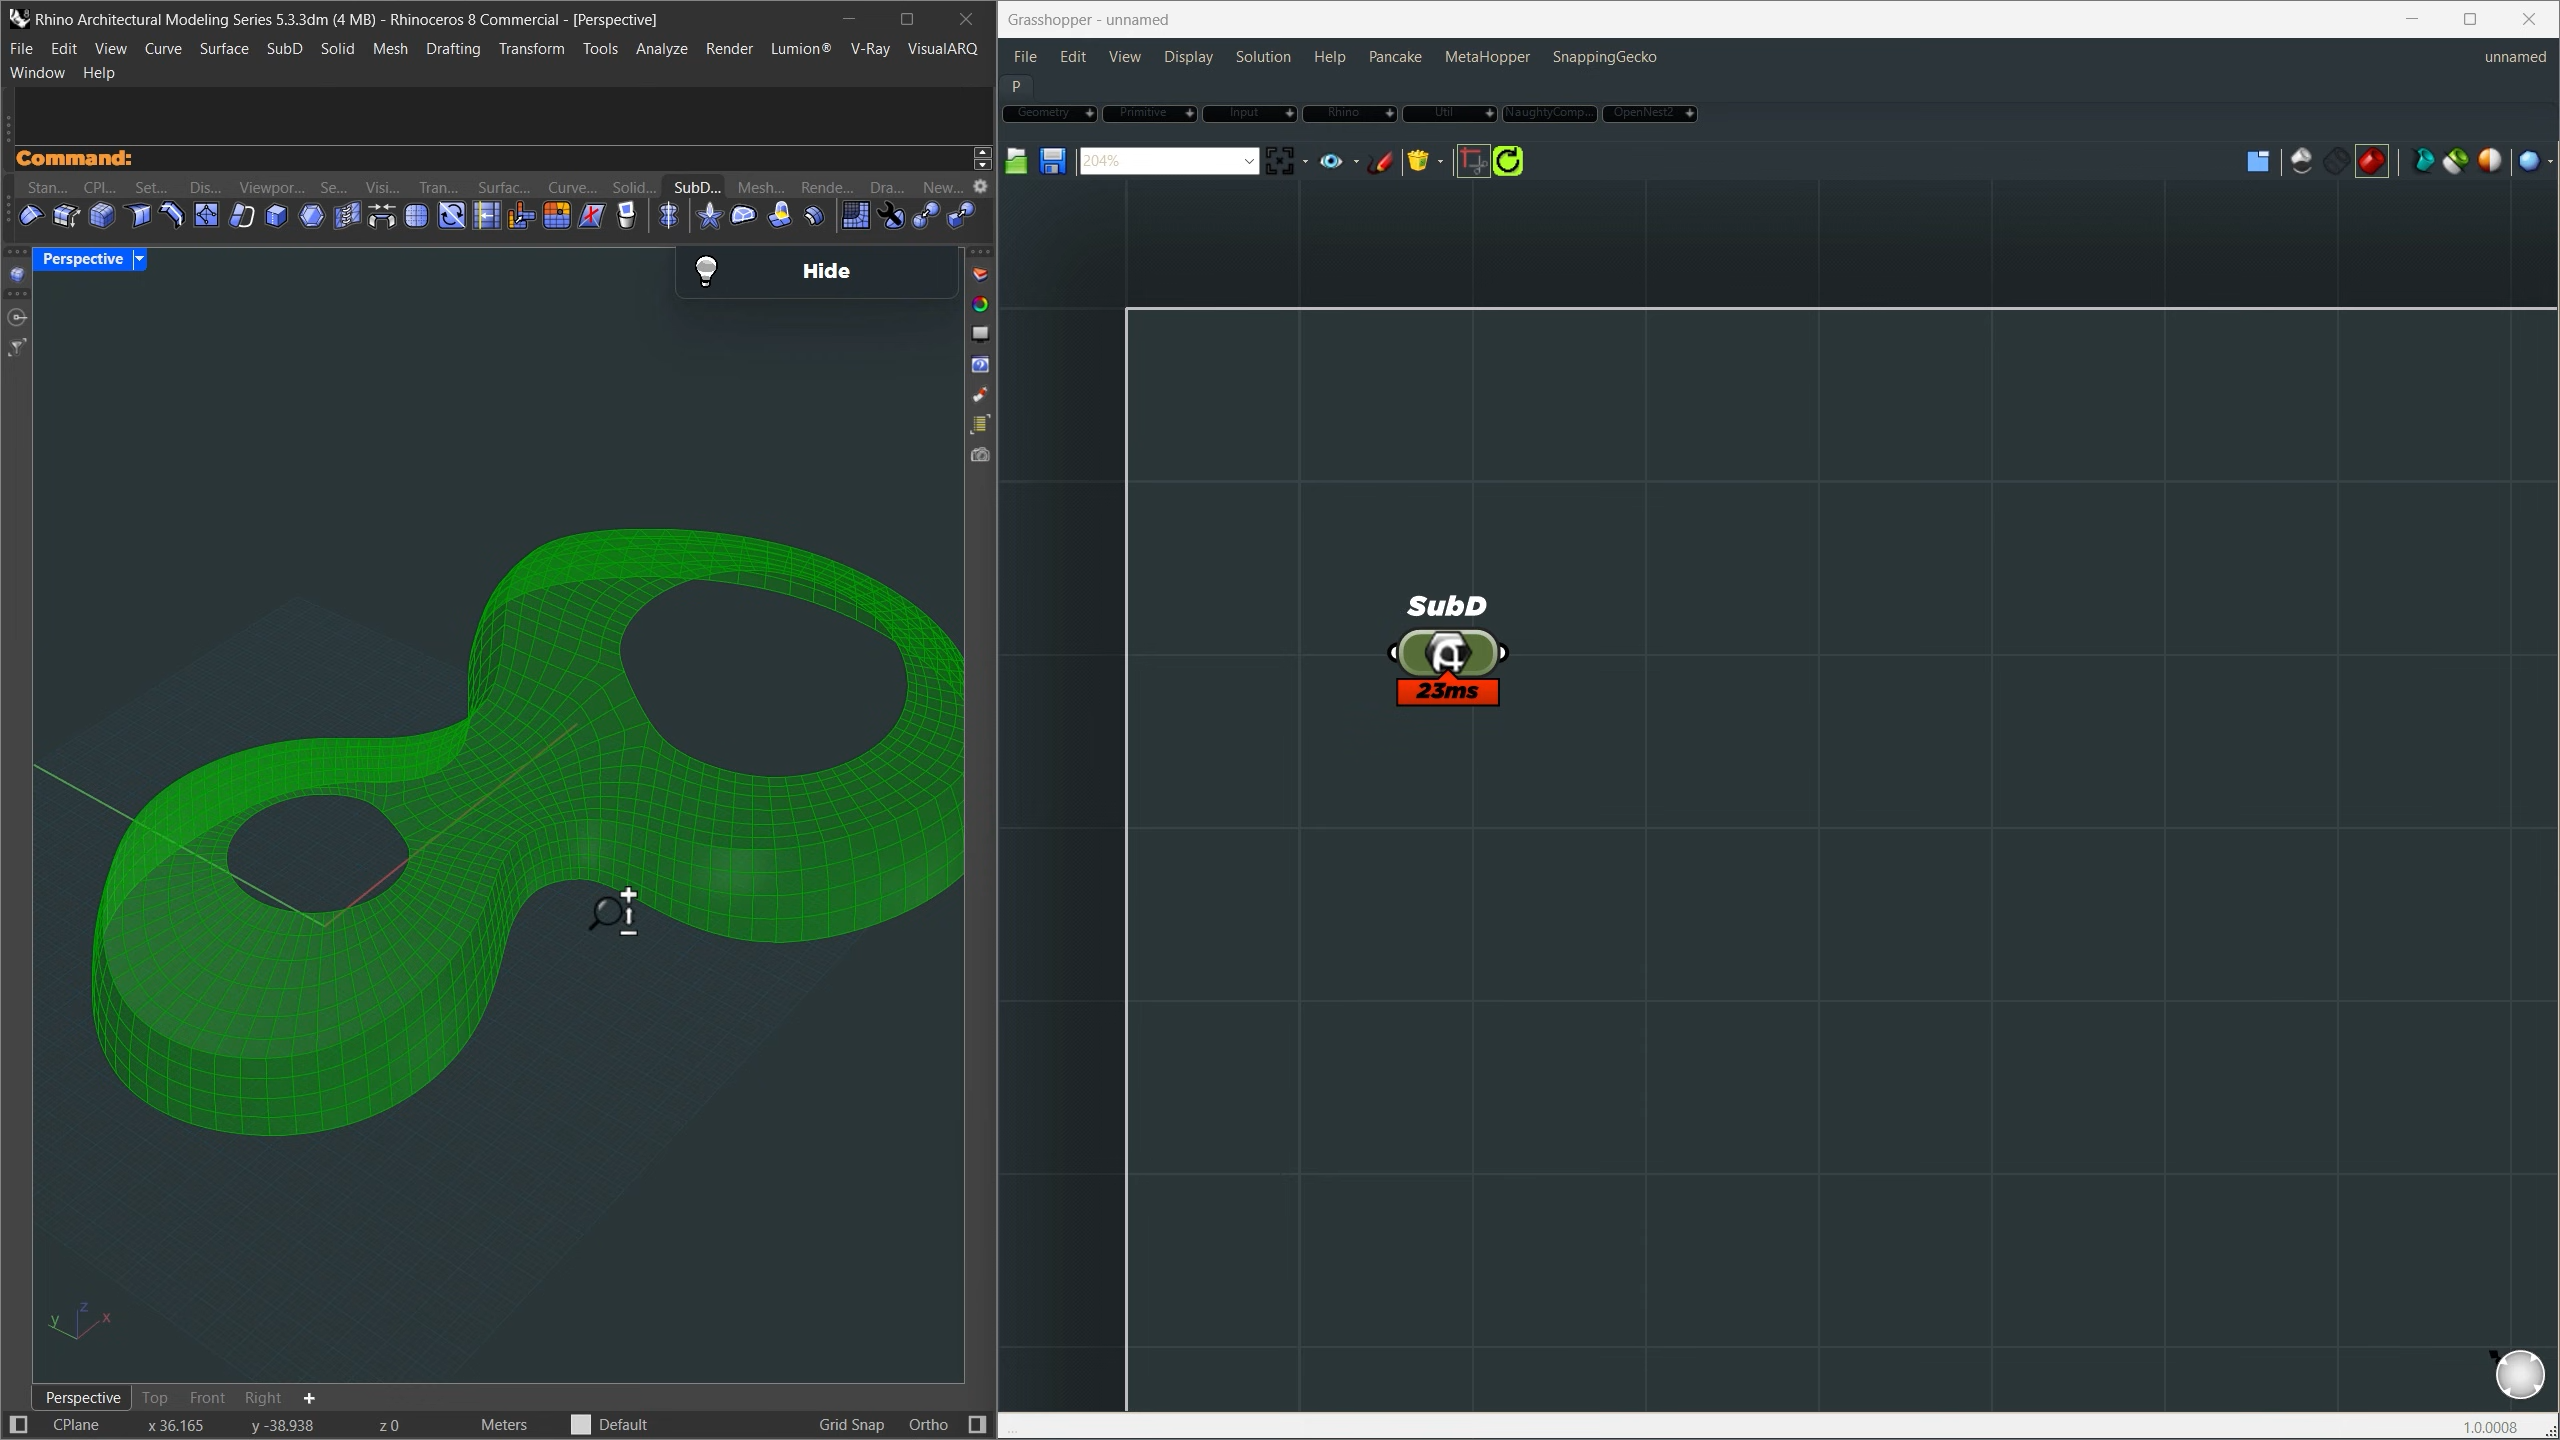 Rhino Architectural Modeling Series 5.3.3dm (4 MB) - Rhinoceros 8 Commercial - [Perspective]
File Edit View Curve Surface SubD Solid Mesh Drafting Transform Tools Analyze Render Lumion® V-Ray VisualARQ
Window Help
Command:
Stan... CPl... Set... Dis... Viewpor... Se... Visi... Tran... Surfac... Curve... Solid... SubD... Mesh... Rende... Dra... New...
Perspective
Hide
z
y x
Perspective Top Front Right
CPlane x 36.165 y -38.938 z 0 Meters Default Grid Snap Ortho
Grasshopper - unnamed
File Edit View Display Solution Help Pancake MetaHopper SnappingGecko unnamed
P
Geometry Primitive Input Rhino Util NaughtyComp... OpenNest2
204%
SubD
23ms
... 1.0.0008